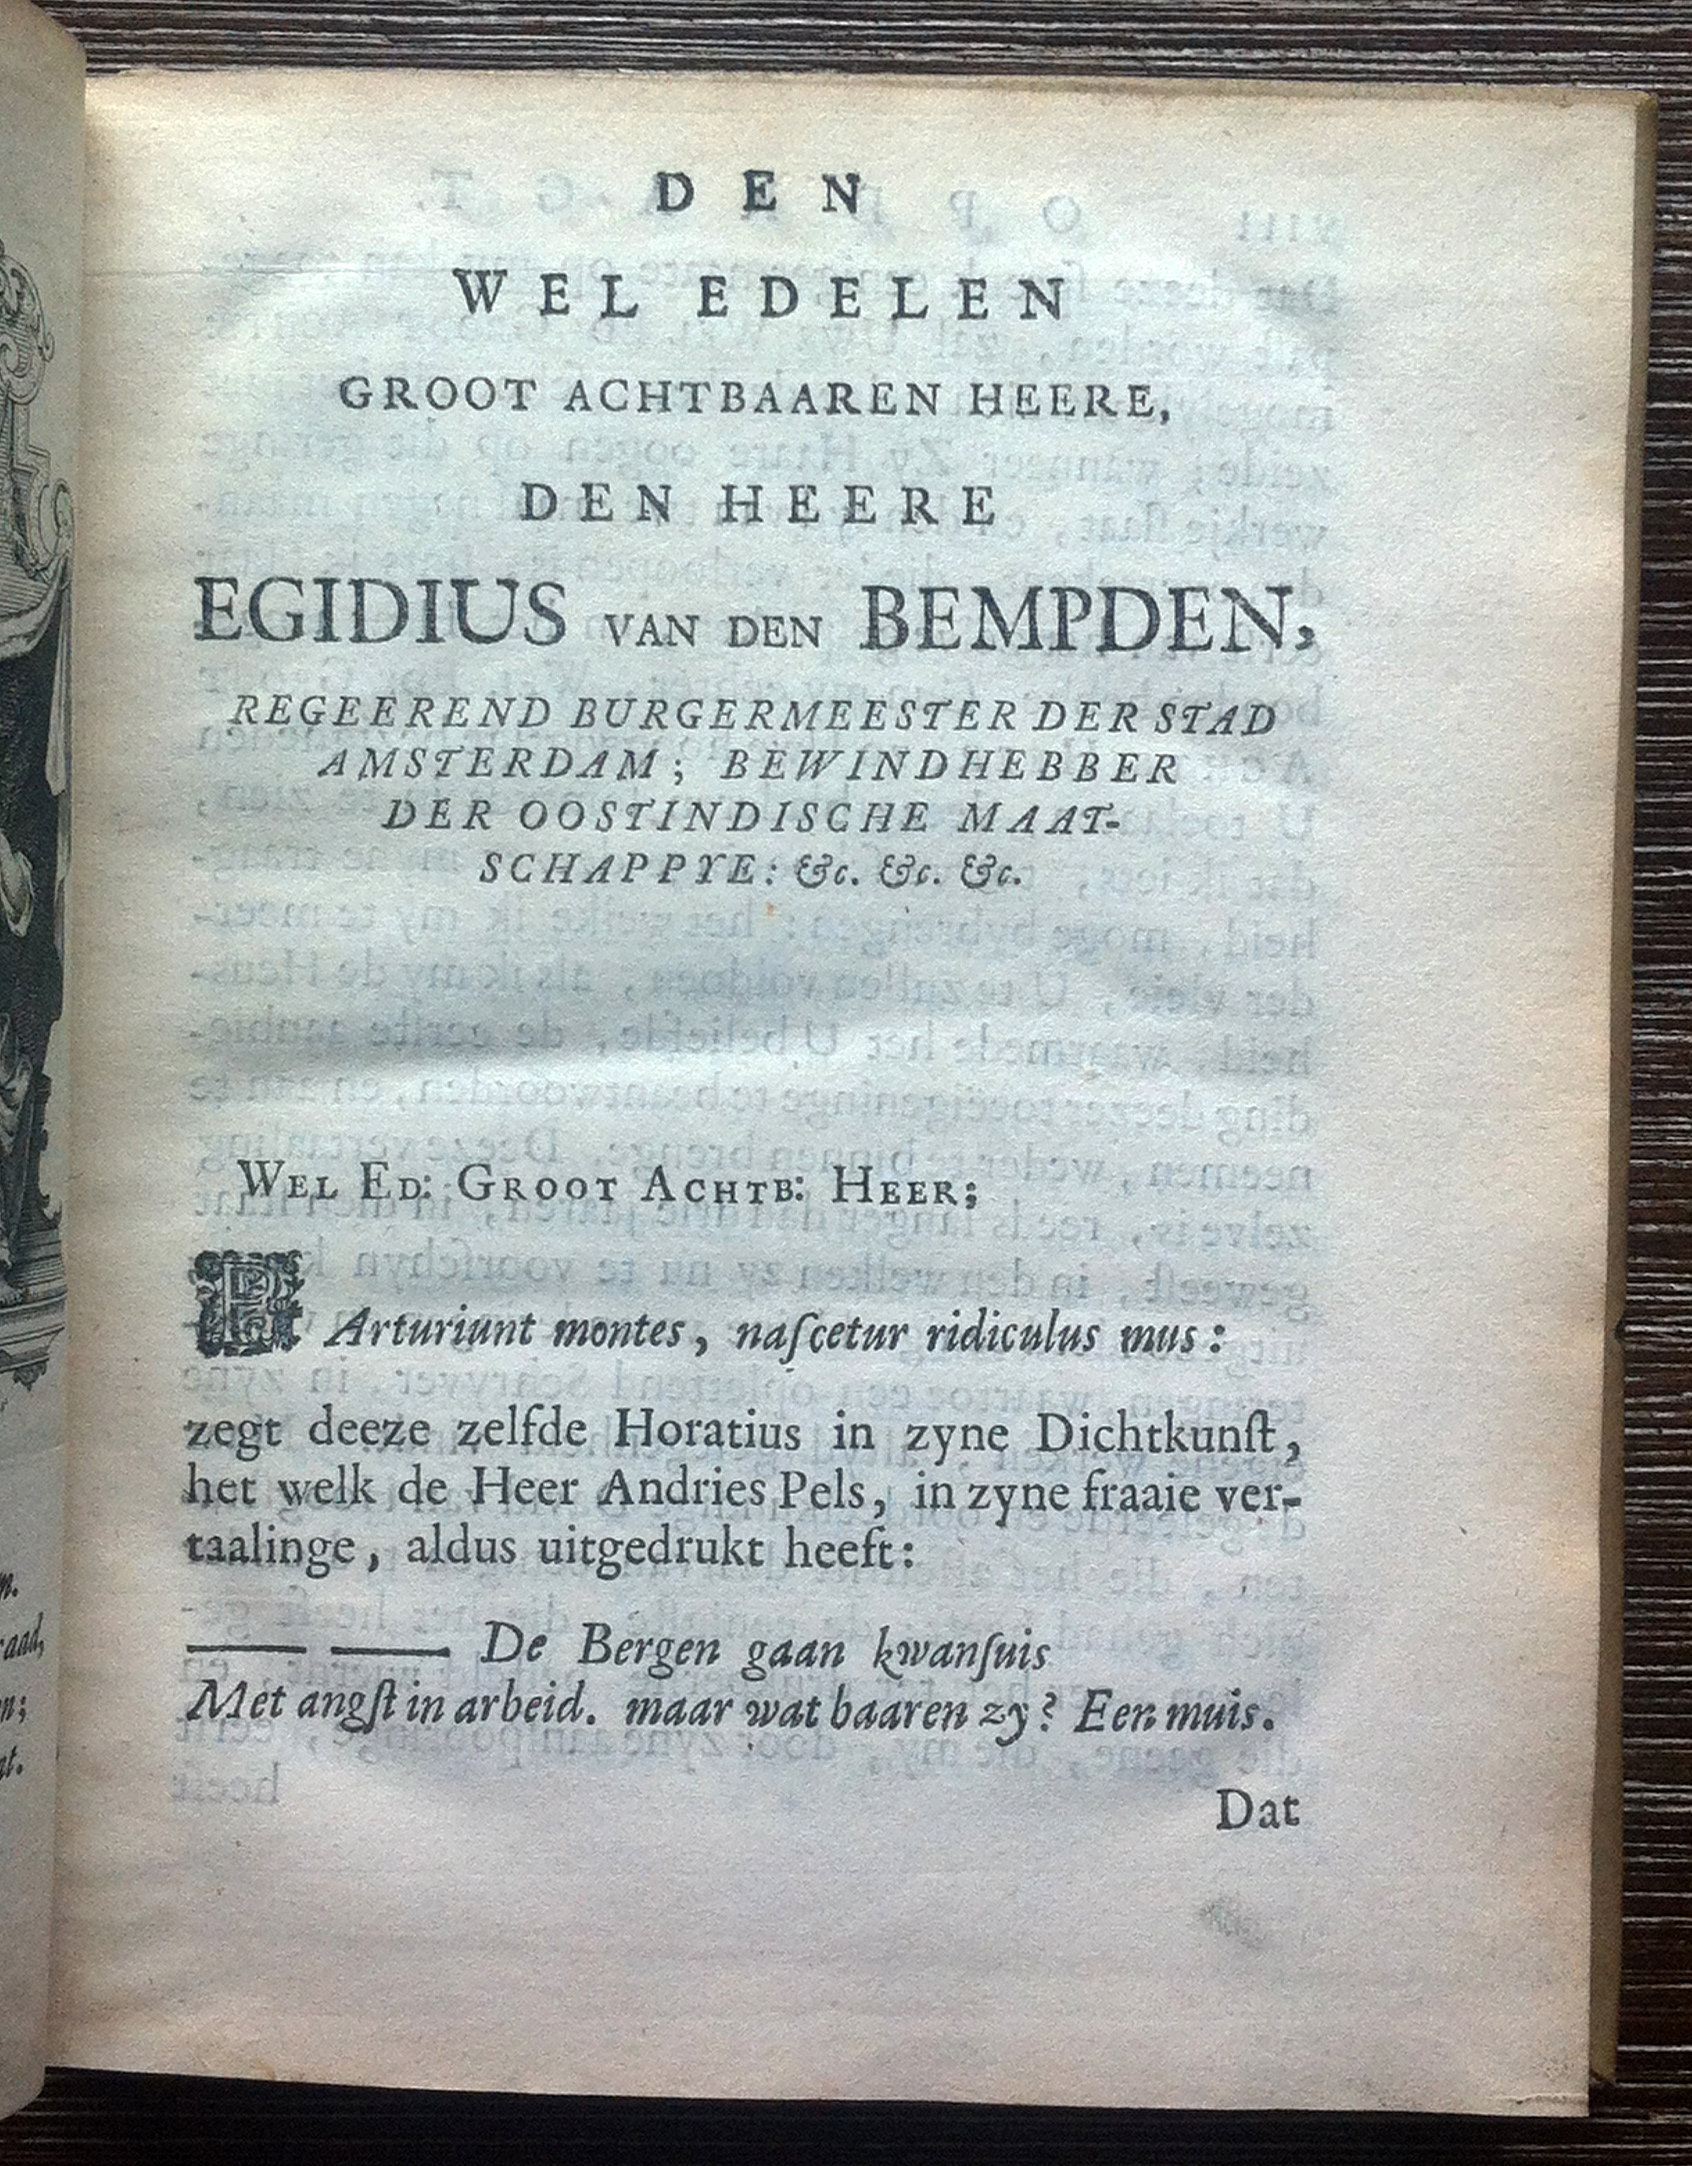 DEN
WEL EDELEN
GROOT ACHTBAAREN HEERE,
DEN HEERE
EGIDIUS VAN DEN BEMPDEN,
REGEEREND BURGERMEESTER DER STAD
AMSTERDAM; BEWINDHEBBER
DER OOSTINDISCHE MAAT-
SCHAPPYE: &c. &c. &c.
WEL ED: GROOT ACHTB: HEER;
PArturiunt montes, naſcetur ridiculus mus:
zegt deeze zelfde Horatius in zyne Dichtkunſt,
het welk de Heer Andries Pels, in zyne fraaie ver-
taalinge, aldus uitgedrukt heeft:
—— —— De Bergen gaan kwanſuis
Met angſt in arbeid. maar wat baaren zy? Een muis.
Dat